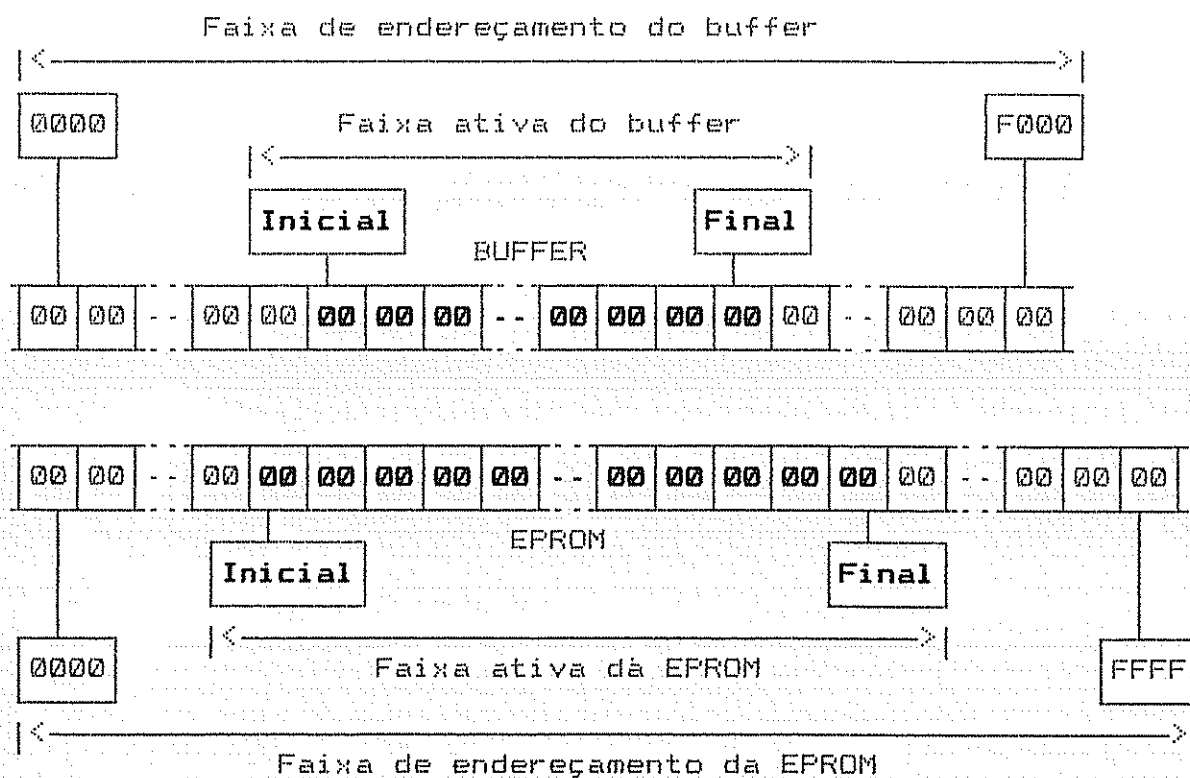 Faixa de endereçamento do buffer
0000 Faixa ativa do buffer F000
Inicial Final
BUFFER
00 00 -- 00 00 00 00 00 -- 00 00 00 00 00 -- 00 00 00
00 00 -- 00 00 00 00 00 00 -- 00 00 00 00 00 00 -- 00 00 00
EPROM
Inicial Final
0000 Faixa ativa da EPROM FFFF
Faixa de endereçamento da EPROM